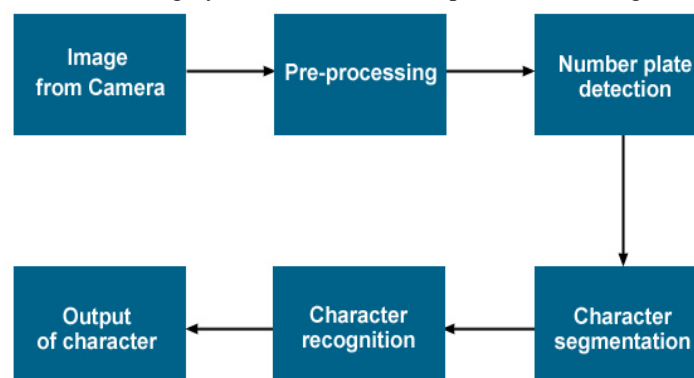 Image
from Camera
Pre-processing
Number plate
detection
Character
segmentation
Character
recognition
Output
of character